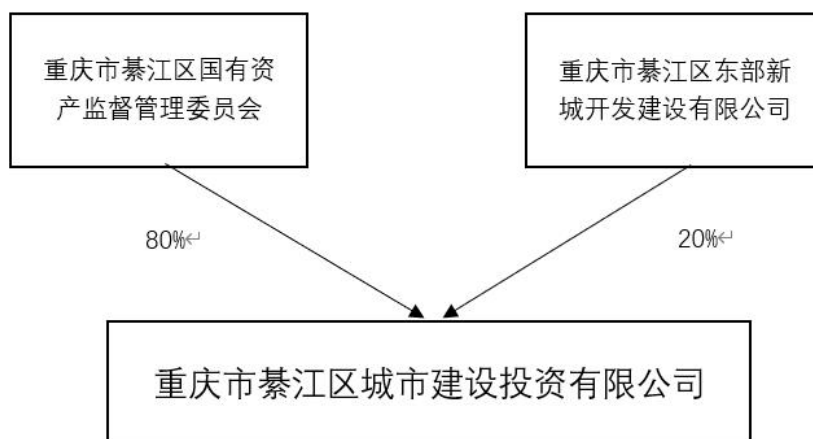 重庆市綦江区国有资
产监督管理委员会
重庆市綦江区东部新
城开发建设有限公司
80%↵
20%↵
重庆市綦江区城市建设投资有限公司